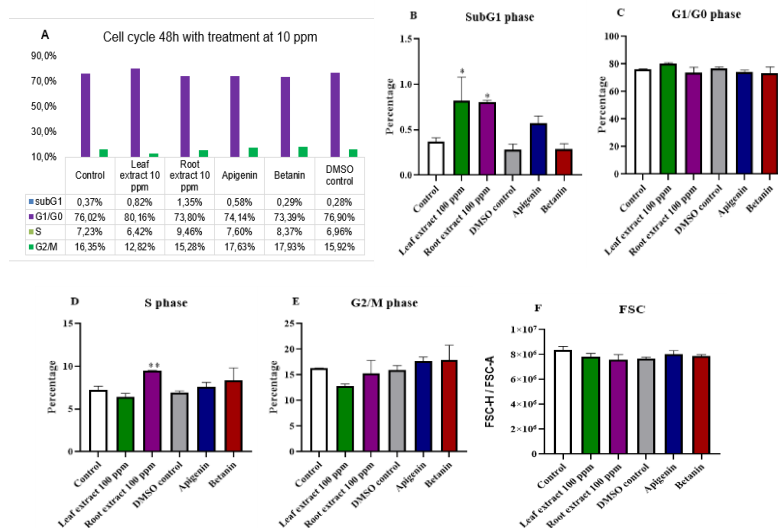 A
Cell cycle 48h with treatment at 10 ppm
90,0%
70,0%
50,0%
30,0%
10,0%
Control Leaf extract 10 ppm Root extract 10 ppm Apigenin Betanin DMSO control
subG1 0,37% 0,82% 1,35% 0,58% 0,29% 0,28%
G1/G0 76,02% 80,16% 73,80% 74,14% 73,39% 76,90%
S 7,23% 6,42% 9,46% 7,60% 8,37% 6,96%
G2/M 16,35% 12,82% 15,28% 17,63% 17,93% 15,92%
B
SubG1 phase
Percentage
1.5
1.0
0.5
0.0
*
*
Control
Leaf extract 100 ppm
Root extract 100 ppm
DMSO control
Apigenin
Betanin
C
G1/G0 phase
Percentage
100
80
60
40
20
0
Control
Leaf extract 100 ppm
Root extract 100 ppm
DMSO control
Apigenin
Betanin
D
S phase
Percentage
15
10
5
0
**
Control
Leaf extract 100 ppm
Root extract 100 ppm
DMSO control
Apigenin
Betanin
E
G2/M phase
Percentage
25
20
15
10
5
0
Control
Leaf extract 100 ppm
Root extract 100 ppm
DMSO control
Apigenin
Betanin
F
FSC
FSC-H / FSC-A
1×10⁷
8×10⁶
6×10⁶
4×10⁶
2×10⁶
0
Control
Leaf extract 100 ppm
Root extract 100 ppm
DMSO control
Apigenin
Betanin